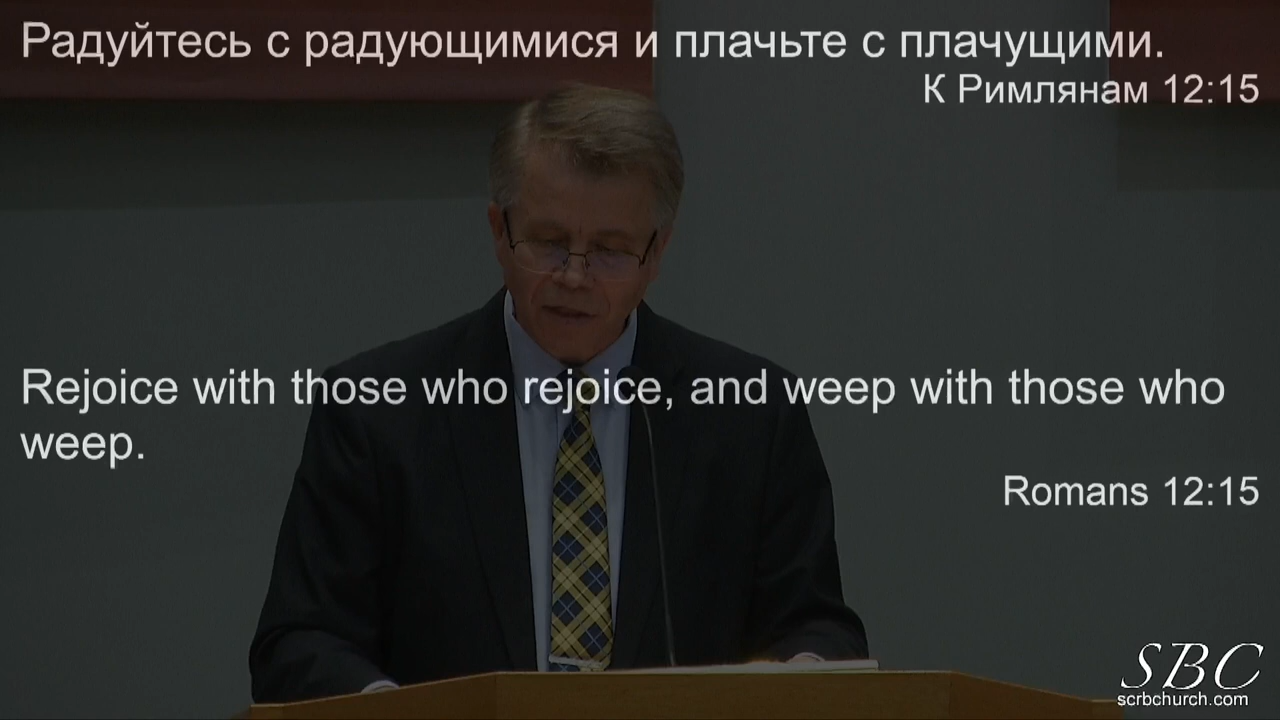 Радуйтесь с радующимися и плачьте с плачущими.
К Римлянам 12:15
Rejoice with those who rejoice, and weep with those who
weep.
Romans 12:15
SBC
scrbchurch.com